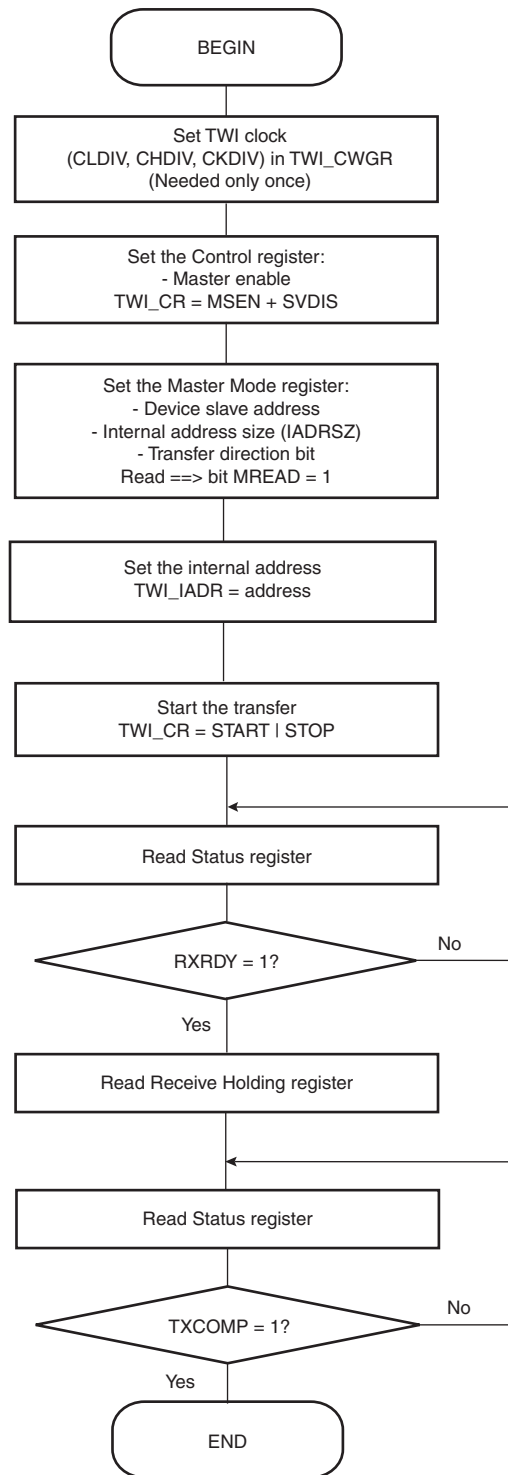 BEGIN
Set TWI clock
(CLDIV, CHDIV, CKDIV) in TWI_CWGR
(Needed only once)
Set the Control register:
- Master enable
TWI_CR = MSEN + SVDIS
Set the Master Mode register:
- Device slave address
- Internal address size (IADRSZ)
- Transfer direction bit
Read ==> bit MREAD = 1
Set the internal address
TWI_IADR = address
Start the transfer
TWI_CR = START | STOP
Read Status register
RXRDY = 1?
No
Yes
Read Receive Holding register
Read Status register
TXCOMP = 1?
No
Yes
END